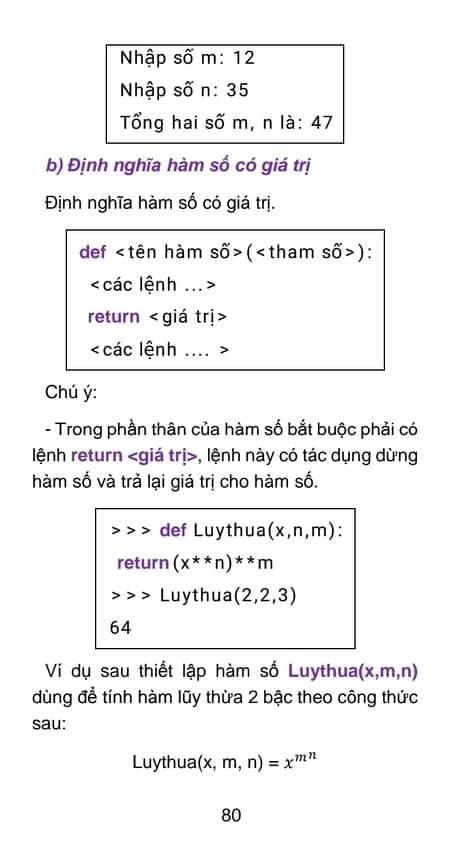 Nhập số m: 12
Nhập số n: 35
Tổng hai số m, n là: 47
b) Định nghĩa hàm số có giá trị
Định nghĩa hàm số có giá trị.
def <tên hàm số>(<tham số>):
<các lệnh ...>
return <giá trị>
<các lệnh .... >
Chú ý:
- Trong phần thân của hàm số bắt buộc phải có
lệnh return <giá trị>, lệnh này có tác dụng dừng
hàm số và trả lại giá trị cho hàm số.
>>> def Luythua(x,n,m):
return(x**n)**m
>>> Luythua(2,2,3)
64
Ví dụ sau thiết lập hàm số Luythua(x,m,n)
dùng để tính hàm lũy thừa 2 bậc theo công thức
sau:
Luythua(x, m, n) = x^{m^n}
80